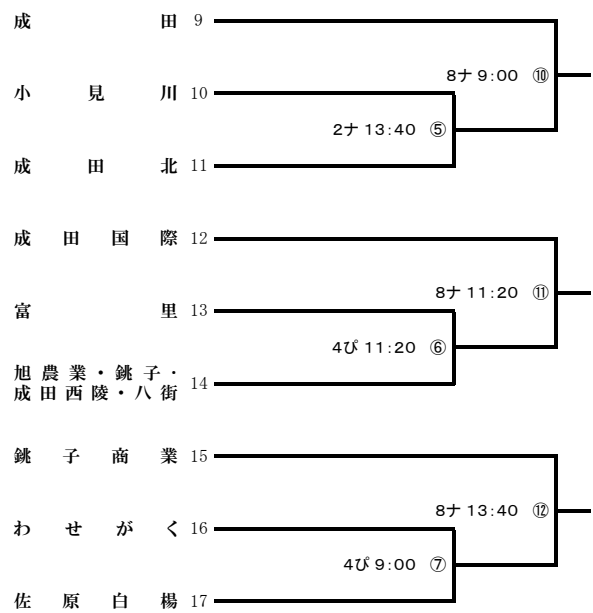 成田 9
8ナ 9:00 ⑩
小見川 10
2ナ 13:40 ⑤
成田北 11
成田国際 12
8ナ 11:20 ⑪
富里 13
4ぴ 11:20 ⑥
旭農業・銚子・
成田西陵・八街 14
銚子商業 15
8ナ 13:40 ⑫
わせがく 16
4ぴ 9:00 ⑦
佐原白楊 17